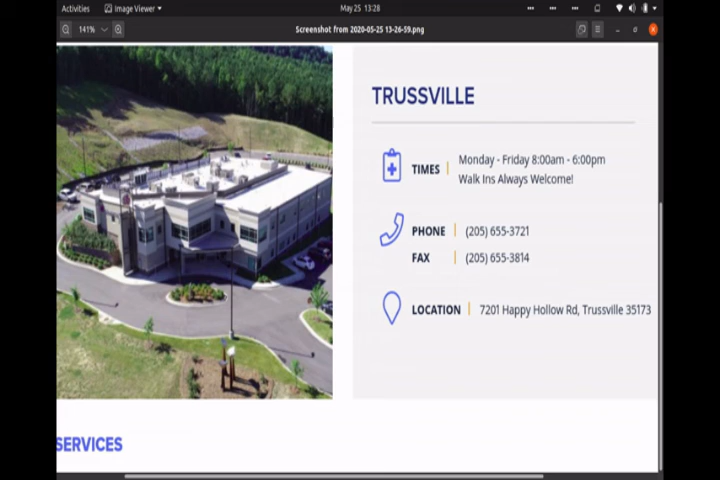 Activities Image Viewer May 25 13:28
141% Screenshot from 2020-05-25 13-26-59.png
TRUSSVILLE
TIMES Monday - Friday 8:00am - 6:00pm
Walk Ins Always Welcome!
PHONE (205) 655-3721
FAX (205) 655-3814
LOCATION 7201 Happy Hollow Rd, Trussville 35173
SERVICES